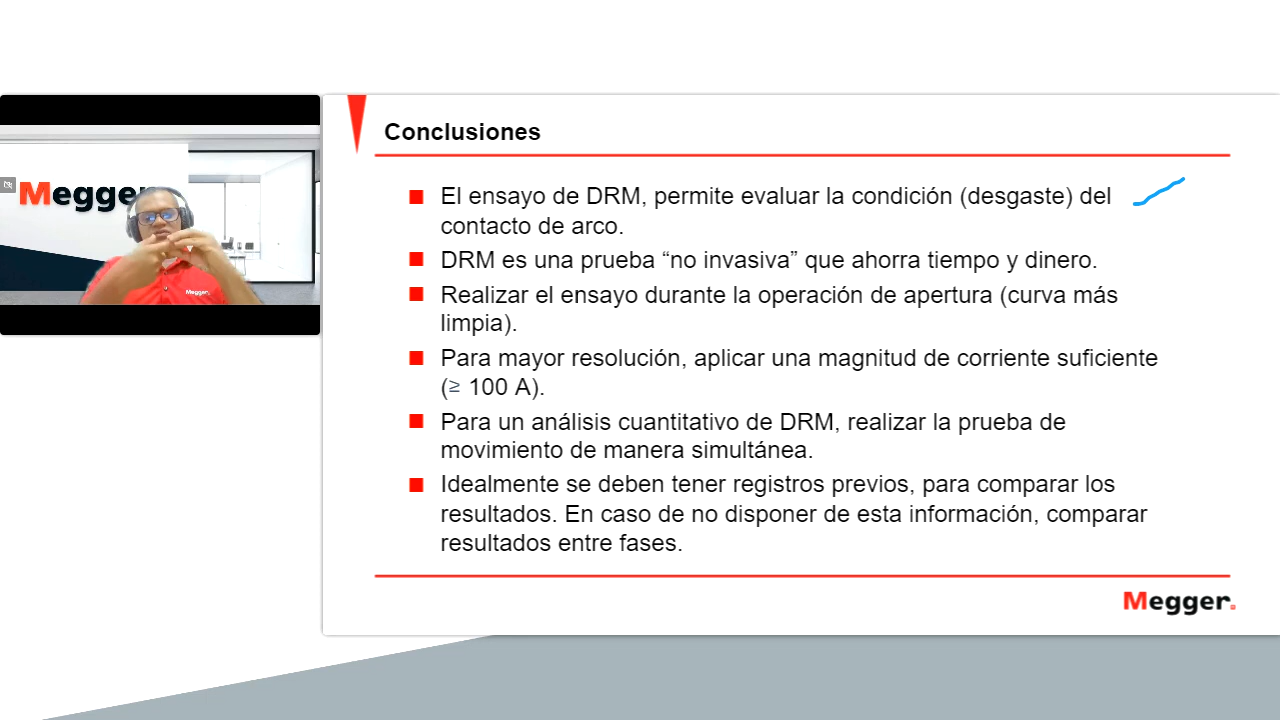 Megger
Megger.
Conclusiones
El ensayo de DRM, permite evaluar la condición (desgaste) del
contacto de arco.
DRM es una prueba “no invasiva” que ahorra tiempo y dinero.
Realizar el ensayo durante la operación de apertura (curva más
limpia).
Para mayor resolución, aplicar una magnitud de corriente suficiente
(≥ 100 A).
Para un análisis cuantitativo de DRM, realizar la prueba de
movimiento de manera simultánea.
Idealmente se deben tener registros previos, para comparar los
resultados. En caso de no disponer de esta información, comparar
resultados entre fases.
Megger.